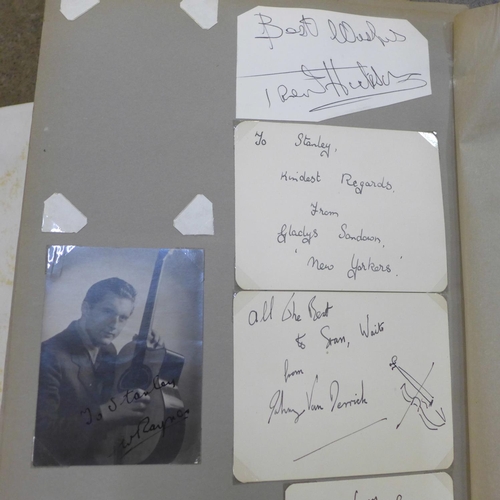 Best Wishes
To Stanley,
Kindest Regards,
From
Gladys Sandown,
'New Yorkers.'
All the Best
to Stan, Waits
from
Johnny Van Derrick
To Stanley